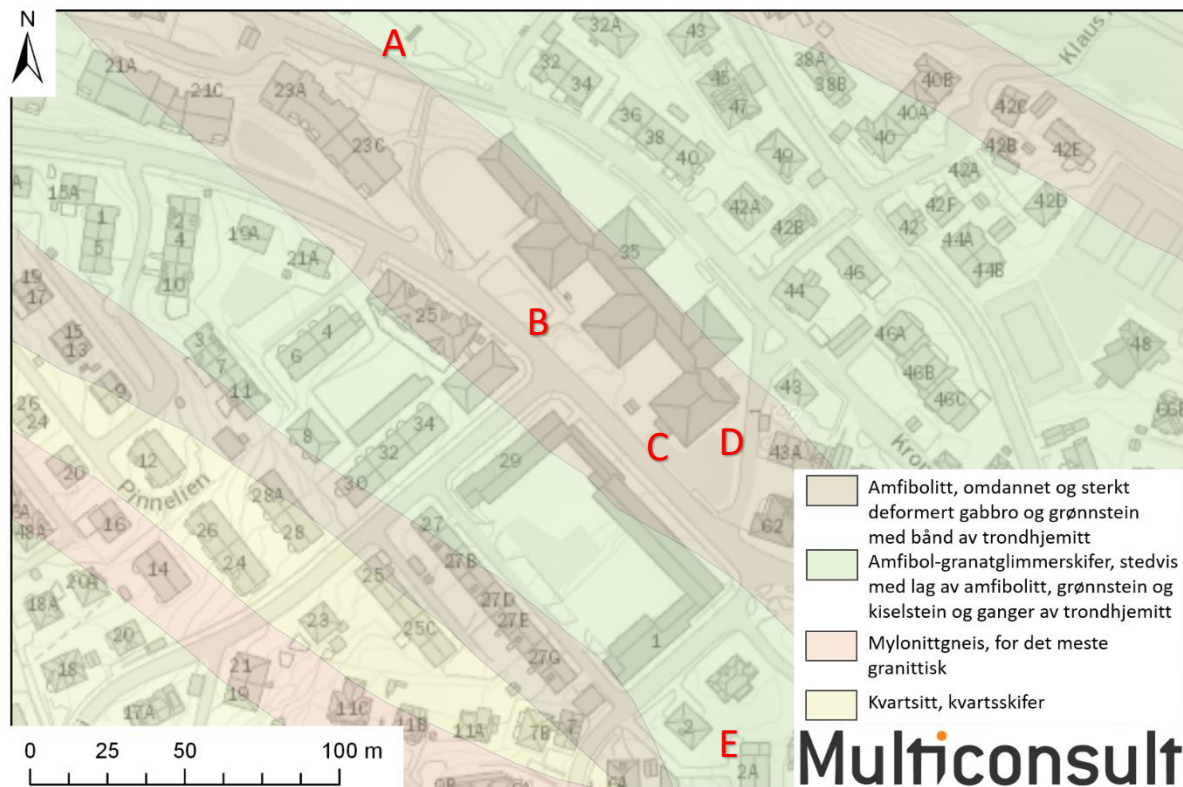 N
A
Klaus
32A
43
38A
38B
32
34
21A
21C
23A
23C
45
47
40B
40A
40
42C
42B
42E
36
38
40
49
42A
42F
42D
42
44A
44B
15A
1
5
2
4
10
19A
21A
35
42A
42B
46
44
19
17
15
13
9
B
25
4
6
3
7
11
46A
46B
46C
48
66B
43
8
34
32
30
29
C
D
43A
Kron
62
26
24
12
Pinnelien
20
16
48A
28A
28
26
24
14
27
27B
27D
27E
27G
25
25C
20A
18A
23
20
18
21
19
17A
11C
11B
11A
7B
7
1
2
E
2A
9A
9B
Amfibolitt, omdannet og sterkt
deformert gabbro og grønnstein
med bånd av trondhjemitt
Amfibol-granatglimmerskifer, stedvis
med lag av amfibolitt, grønnstein og
kiselstein og ganger av trondhjemitt
Mylonittgneis, for det meste
granittisk
Kvartsitt, kvartsskifer
0 25 50 100 m
Multiconsult